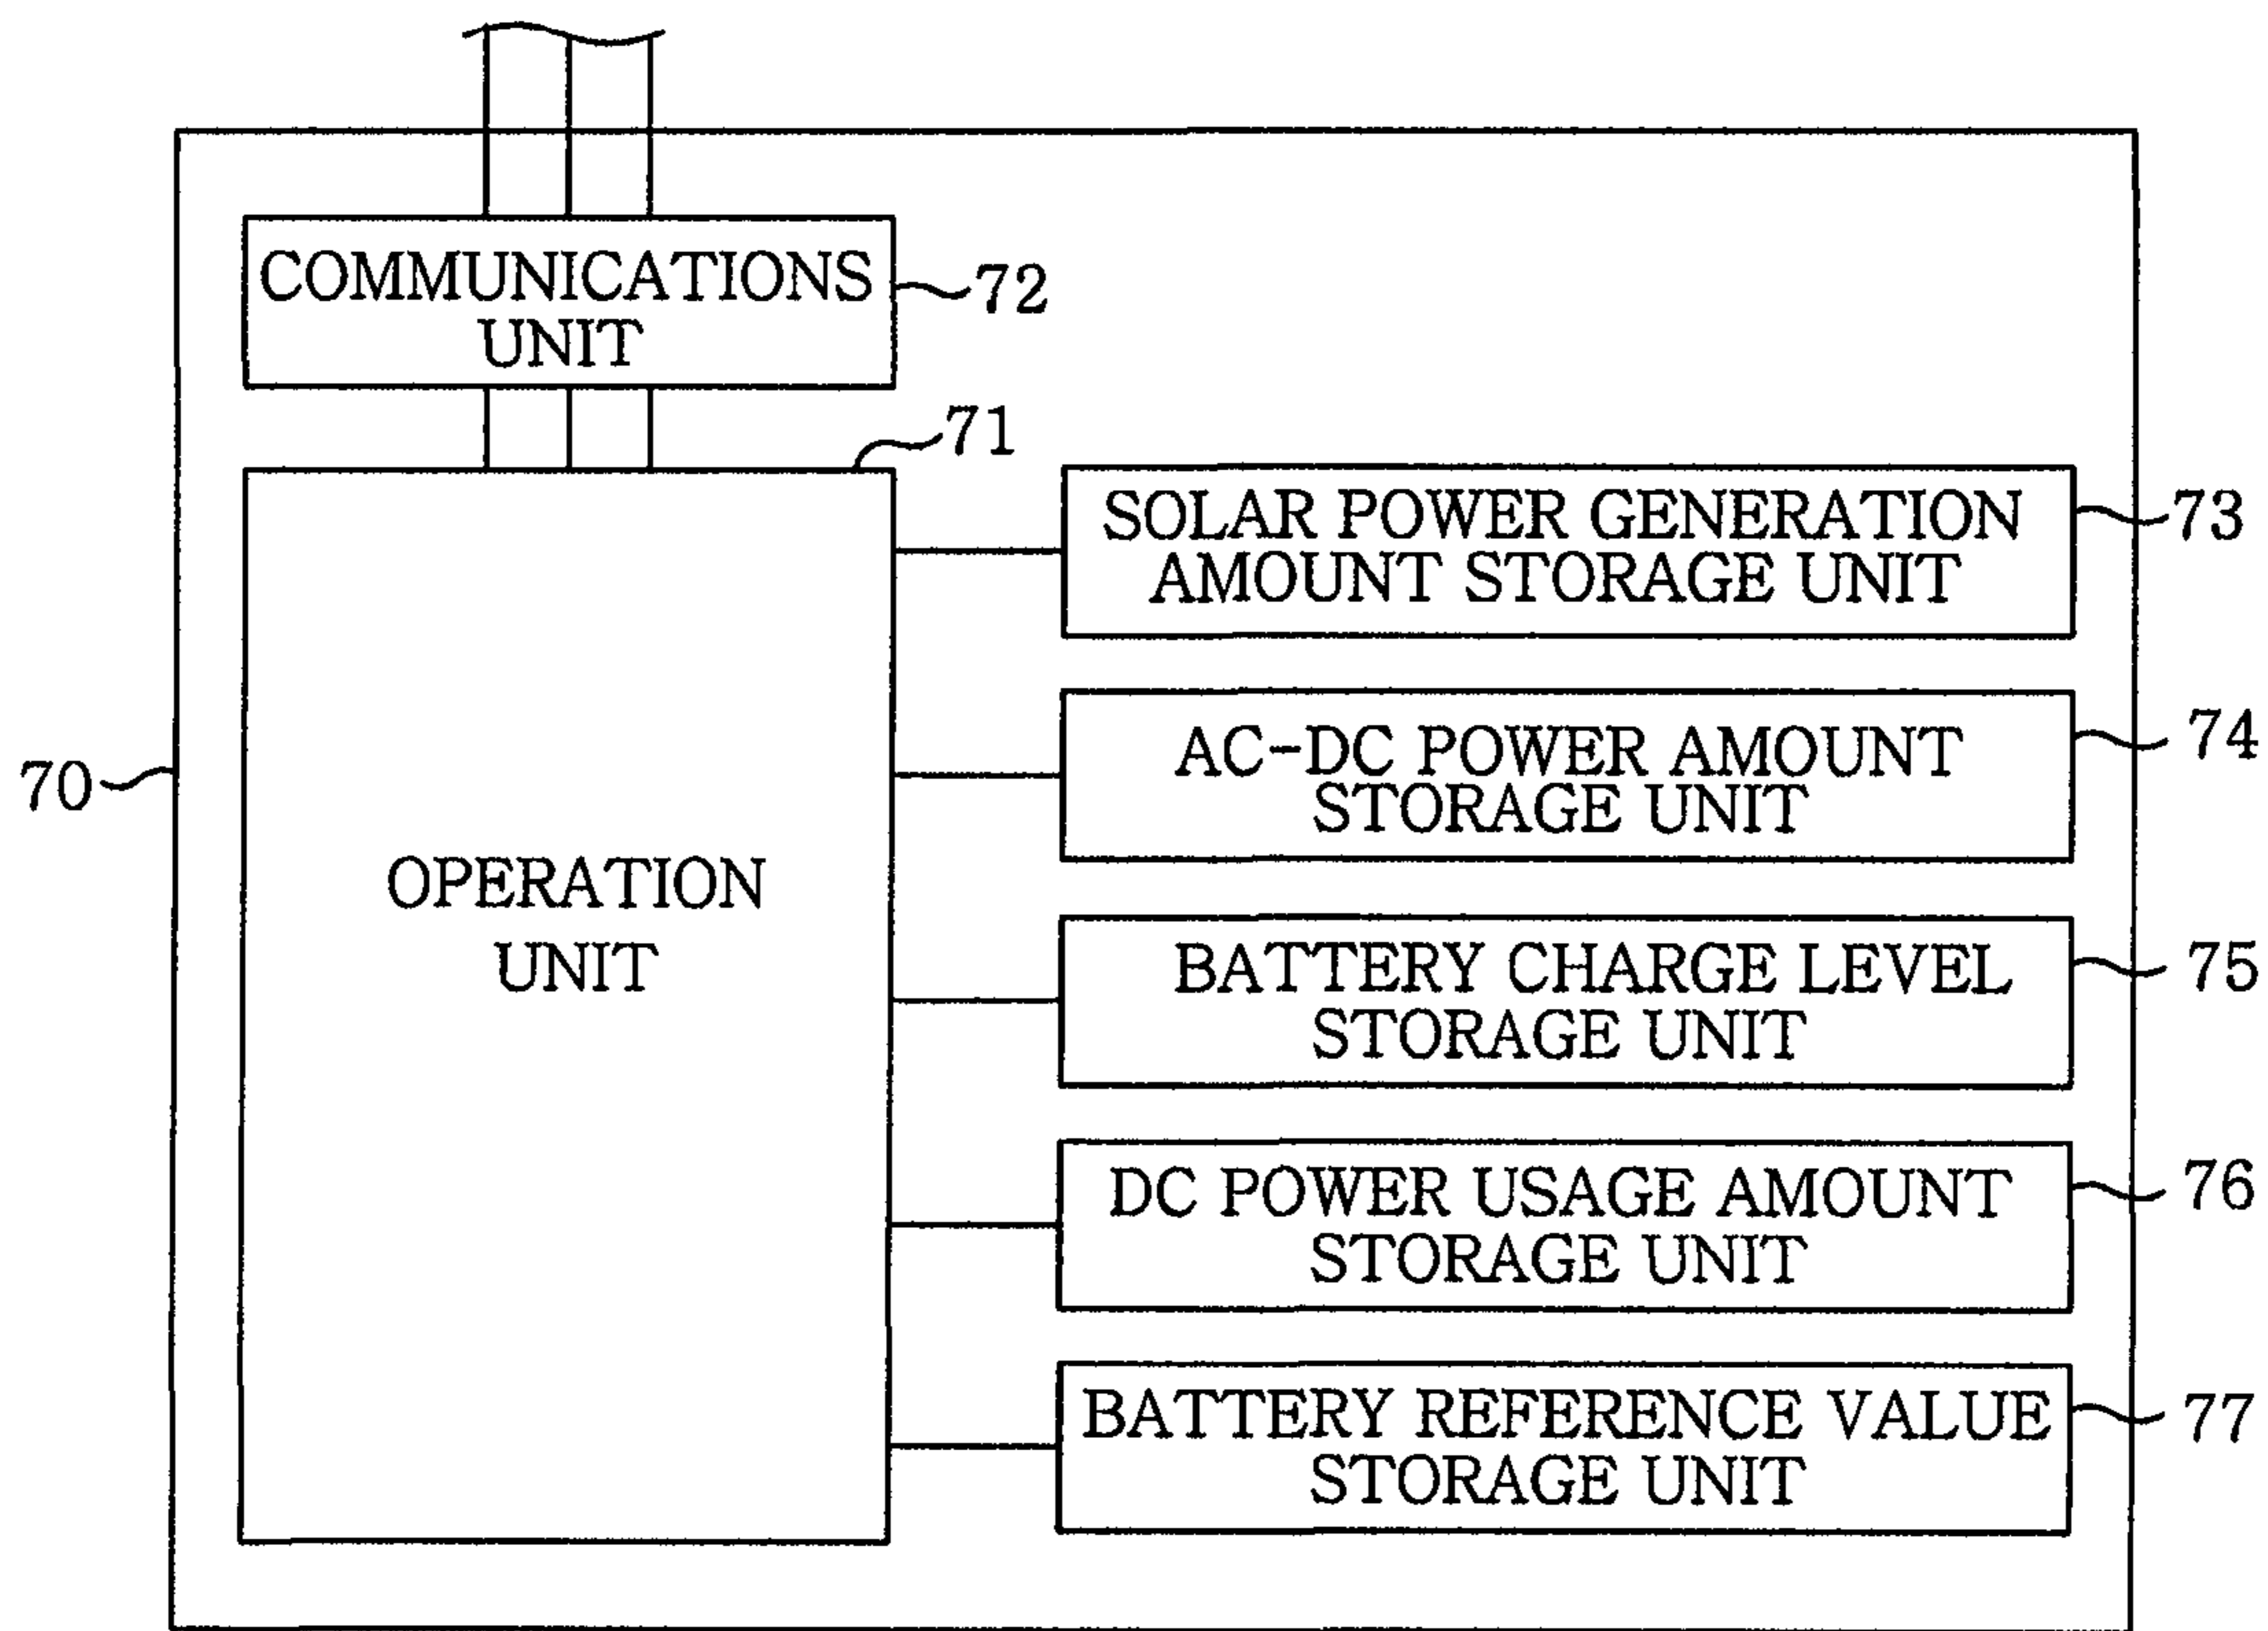 COMMUNICATIONS
UNIT
72
71
SOLAR POWER GENERATION
AMOUNT STORAGE UNIT
73
AC-DC POWER AMOUNT
STORAGE UNIT
74
70
OPERATION
UNIT
BATTERY CHARGE LEVEL
STORAGE UNIT
75
DC POWER USAGE AMOUNT
STORAGE UNIT
76
BATTERY REFERENCE VALUE
STORAGE UNIT
77